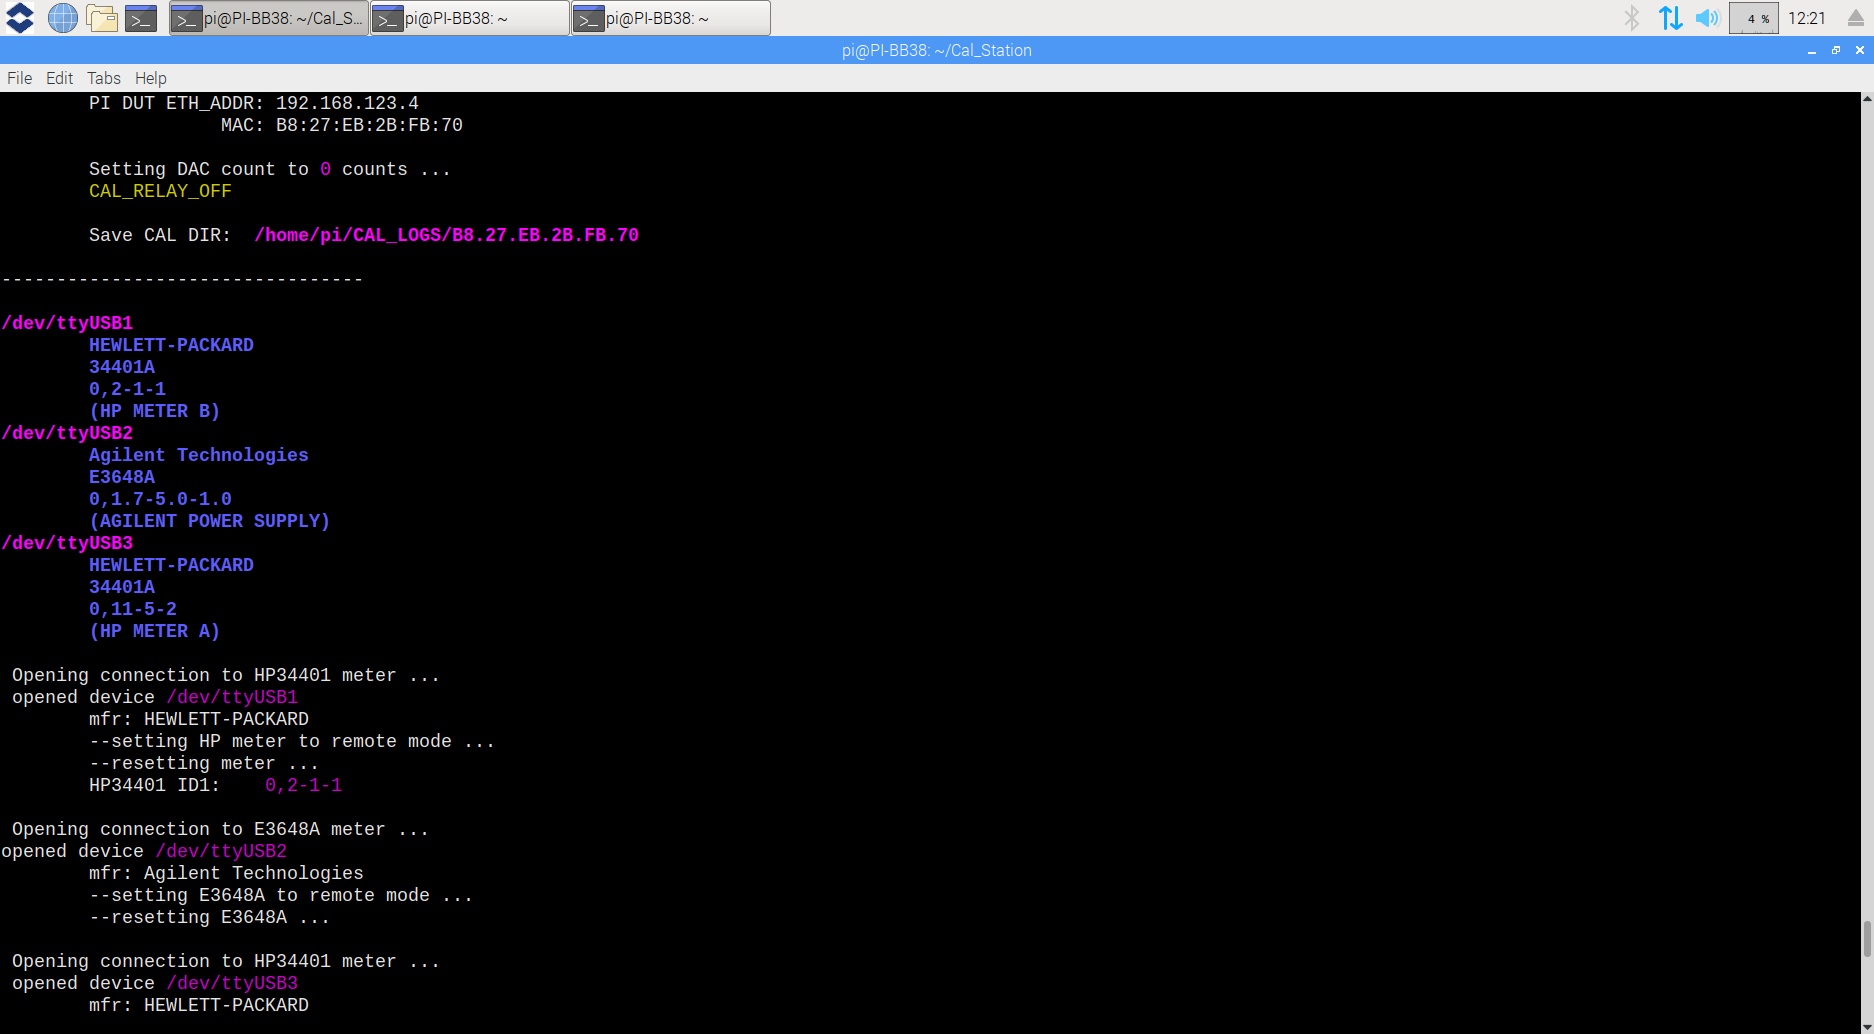 pi@PI-BB38: ~/Cal_S...
pi@PI-BB38: ~
pi@PI-BB38: ~
4 %
12:21
pi@PI-BB38: ~/Cal_Station
File Edit Tabs Help
PI DUT ETH_ADDR: 192.168.123.4
MAC: B8:27:EB:2B:FB:70
Setting DAC count to 0 counts ...
CAL_RELAY_OFF
Save CAL DIR:  /home/pi/CAL_LOGS/B8.27.EB.2B.FB.70
---------------------------------
/dev/ttyUSB1
HEWLETT-PACKARD
34401A
0,2-1-1
(HP METER B)
/dev/ttyUSB2
Agilent Technologies
E3648A
0,1.7-5.0-1.0
(AGILENT POWER SUPPLY)
/dev/ttyUSB3
HEWLETT-PACKARD
34401A
0,11-5-2
(HP METER A)
Opening connection to HP34401 meter ...
opened device /dev/ttyUSB1
mfr: HEWLETT-PACKARD
--setting HP meter to remote mode ...
--resetting meter ...
HP34401 ID1:    0,2-1-1
Opening connection to E3648A meter ...
opened device /dev/ttyUSB2
mfr: Agilent Technologies
--setting E3648A to remote mode ...
--resetting E3648A ...
Opening connection to HP34401 meter ...
opened device /dev/ttyUSB3
mfr: HEWLETT-PACKARD